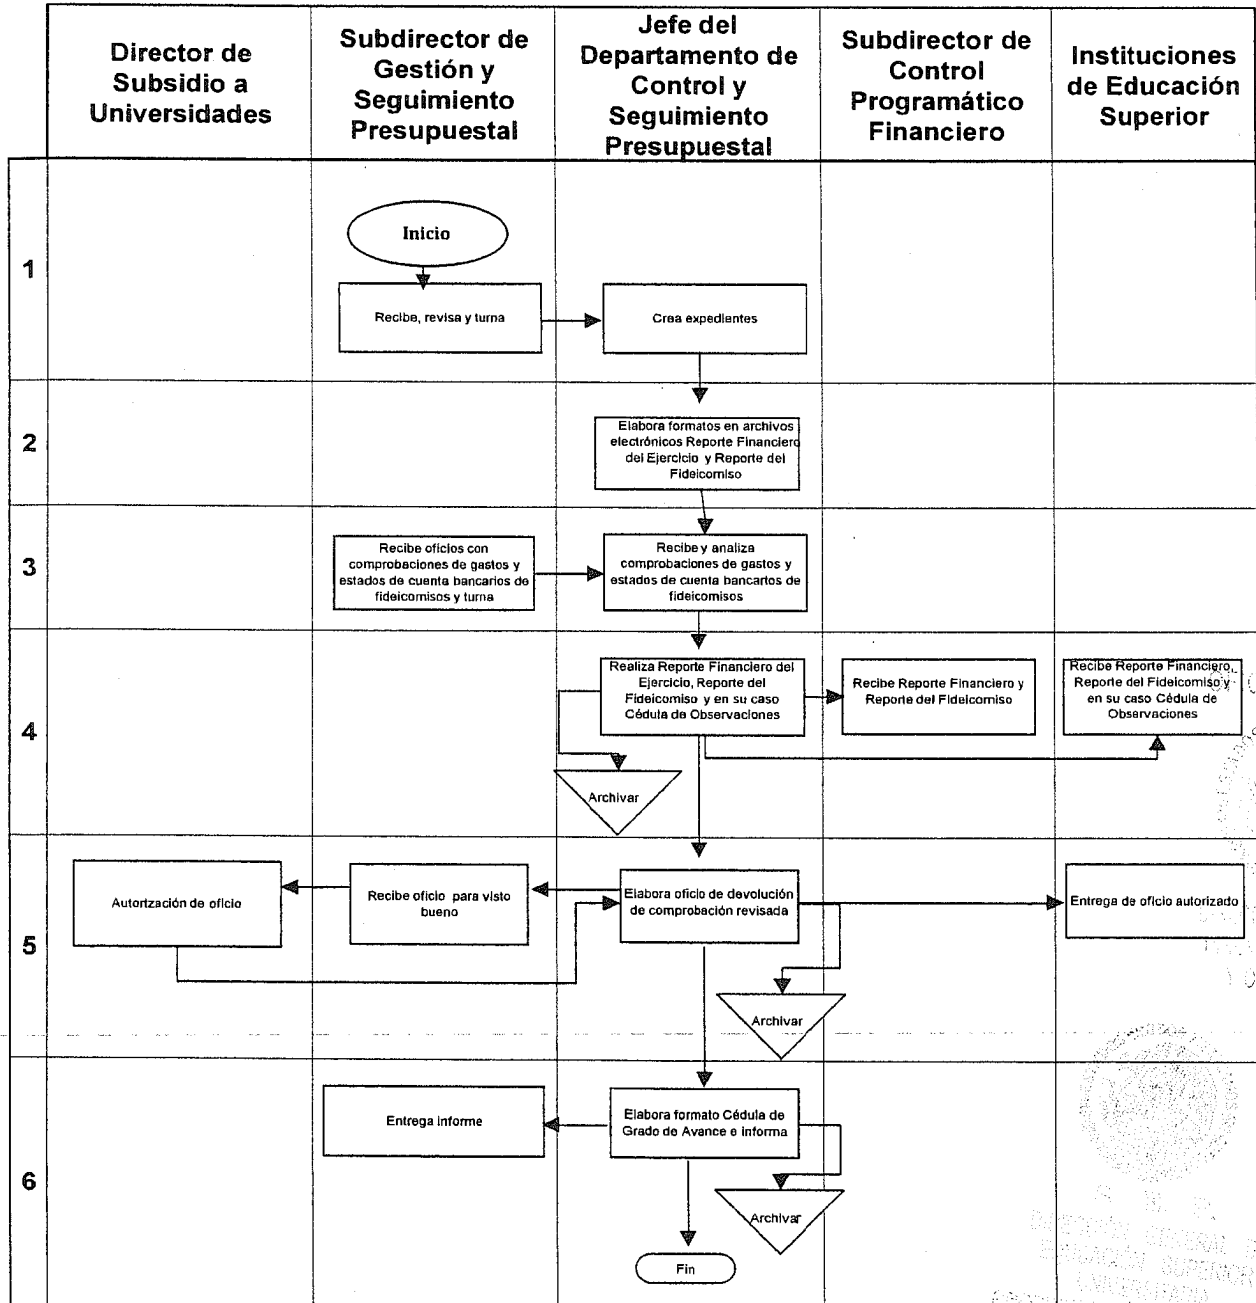 Director de
Subsidio a
Universidades
Subdirector de
Gestión y
Seguimiento
Presupuestal
Jefe del
Departamento de
Control y
Seguimiento
Presupuestal
Subdirector de
Control
Programático
Financiero
Instituciones
de Educación
Superior
1
Inicio
Recibe, revisa y turna
Crea expedientes
2
Elabora formatos en archivos
electrónicos Reporte Financiero
del Ejercicio y Reporte del
Fideicomiso
3
Recibe oficios con
comprobaciones de gastos y
estados de cuenta bancarios de
fideicomisos y turna
Recibe y analiza
comprobaciones de gastos y
estados de cuenta bancarios de
fideicomisos
4
Realiza Reporte Financiero del
Ejercicio, Reporte del
Fideicomiso y en su caso
Cédula de Observaciones
Recibe Reporte Financiero y
Reporte del Fideicomiso
Recibe Reporte Financiero,
Reporte del Fideicomiso y
en su caso Cédula de
Observaciones
Archivar
5
Autorización de oficio
Recibe oficio para visto
bueno
Elabora oficio de devolución
de comprobación revisada
Entrega de oficio autorizado
Archivar
6
Entrega informe
Elabora formato Cédula de
Grado de Avance e informa
Archivar
Fin
GENERAL
EDUCACIÓN SUPERIOR
UNIVERSITARIA